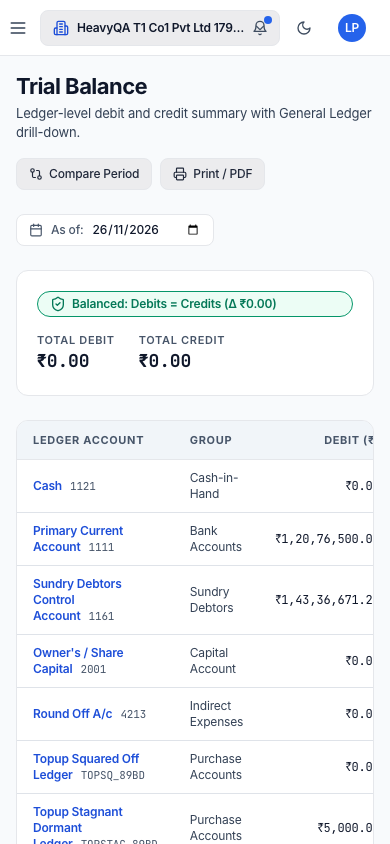 HeavyQA T1 Co1 Pvt Ltd 179...
LP
Trial Balance
Ledger-level debit and credit summary with General Ledger
drill-down.
Compare Period
Print / PDF
As of: 26/11/2026
Balanced: Debits = Credits (Δ ₹0.00)
TOTAL DEBIT TOTAL CREDIT
₹0.00 ₹0.00
LEDGER ACCOUNT GROUP DEBIT (₹
Cash 1121 Cash-in-
Hand ₹0.0
Primary Current
Account 1111 Bank
Accounts ₹1,20,76,500.0
Sundry Debtors
Control
Account 1161 Sundry
Debtors ₹1,43,36,671.2
Owner's / Share
Capital 2001 Capital
Account ₹0.0
Round Off A/c 4213 Indirect
Expenses ₹0.0
Topup Squared Off
Ledger TOPSQ_89BD Purchase
Accounts ₹0.0
Topup Stagnant
Dormant
Ledger TOPSTAG_89BD Purchase
Accounts ₹5,000.0